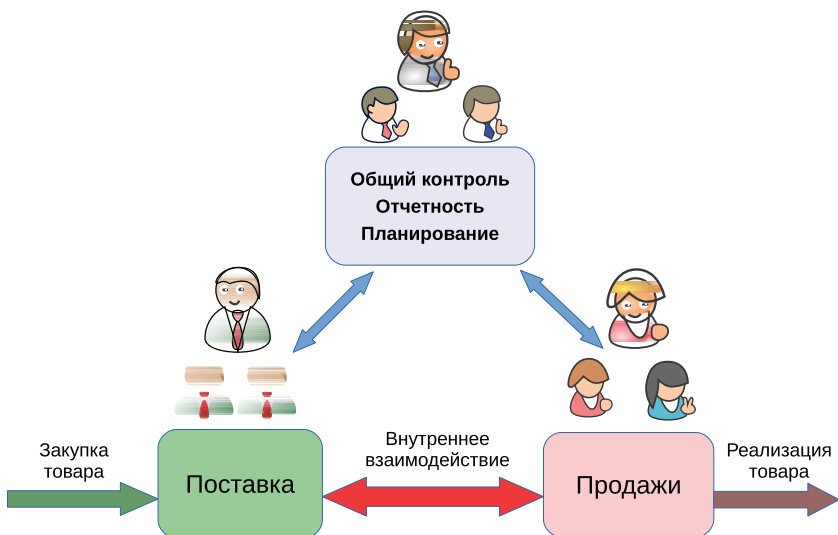 Общий контроль
Отчетность
Планирование
Закупка
товара
Поставка
Внутреннее
взаимодействие
Продажи
Реализация
товара